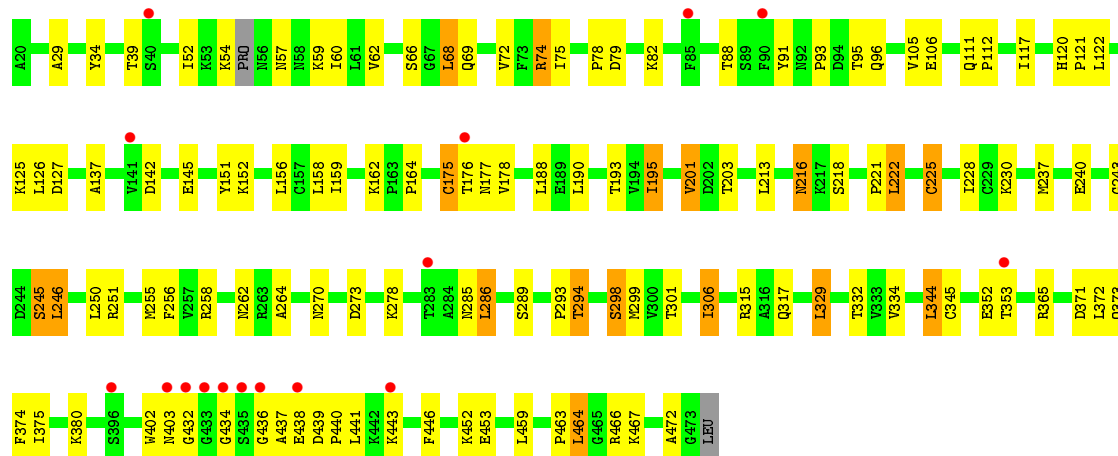 A20 A29 Y34 T39 S40 I52 K53 K54 PRO N56 N57 N58 K59 I60 L61 V62 S66 G67 L68 Q69 V72 F73 R74 I75 P78 D79 K82 F85 T88 S89 F90 Y91 N92 P93 D94 T95 Q96 V105 E106 Q111 P112 I117 H120 P121 L122
K125 L126 D127 A137 V141 D142 E145 Y151 K152 L156 C157 L158 I159 K162 P163 P164 C175 T176 N177 V178 L188 E189 L190 T193 V194 I195 V201 D202 T203 L213 N216 K217 S218 P221 L222 C225 I228 C229 K230 M237 E240 C243
D244 S245 L246 L250 R251 M255 F256 V257 R258 N262 R263 A264 N270 D273 K278 T283 A284 N285 L286 S289 P293 T294 S298 M299 V300 T301 I306 R315 A316 Q317 L329 T332 V333 V334 L344 C345 E352 T353 R365 D371 L372 Q373
F374 I375 K380 S396 W402 N403 G432 G433 G434 S435 G436 A437 E438 D439 P440 L441 K442 K443 F446 K452 E453 L459 P463 L464 G465 R466 K467 A472 G473 LEU